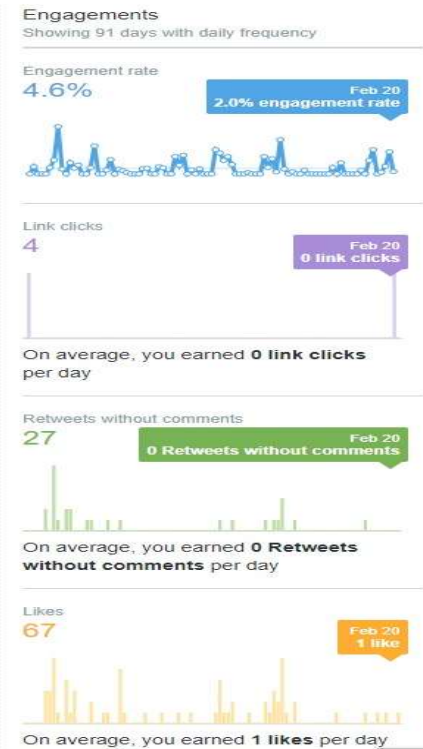 Engagements
Showing 91 days with daily frequency
Engagement rate
4.6%
Feb 20
2.0% engagement rate
Link clicks
4
Feb 20
0 link clicks
On average, you earned 0 link clicks
per day
Retweets without comments
27
Feb 20
0 Retweets without comments
On average, you earned 0 Retweets
without comments per day
Likes
67
Feb 20
1 like
On average, you earned 1 likes per day